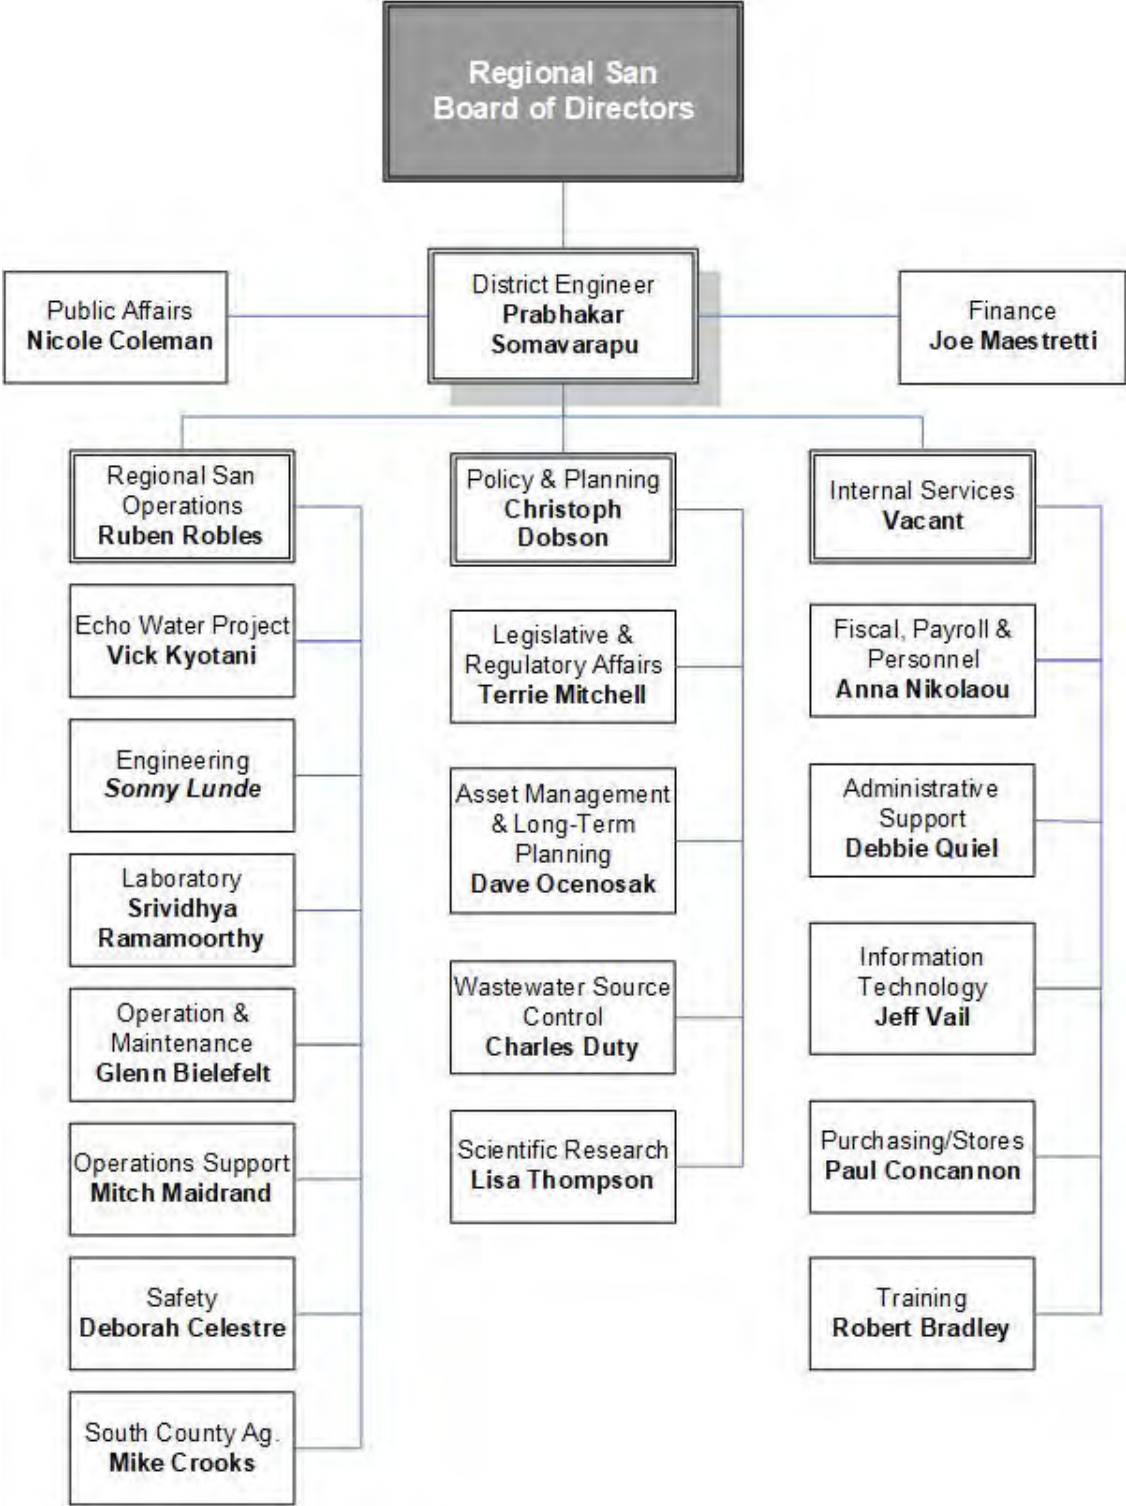 Regional San
Board of Directors
District Engineer
Prabhakar
Somavarapu
Public Affairs
Nicole Coleman
Finance
Joe Maestretti
Regional San
Operations
Ruben Robles
Echo Water Project
Vick Kyotani
Engineering
Sonny Lunde
Laboratory
Srividhya
Ramamoorthy
Operation &
Maintenance
Glenn Bielefelt
Operations Support
Mitch Maidrand
Safety
Deborah Celestre
South County Ag.
Mike Crooks
Policy & Planning
Christoph
Dobson
Legislative &
Regulatory Affairs
Terrie Mitchell
Asset Management
& Long-Term
Planning
Dave Ocenosak
Wastewater Source
Control
Charles Duty
Scientific Research
Lisa Thompson
Internal Services
Vacant
Fiscal, Payroll &
Personnel
Anna Nikolaou
Administrative
Support
Debbie Quiel
Information
Technology
Jeff Vail
Purchasing/Stores
Paul Concannon
Training
Robert Bradley